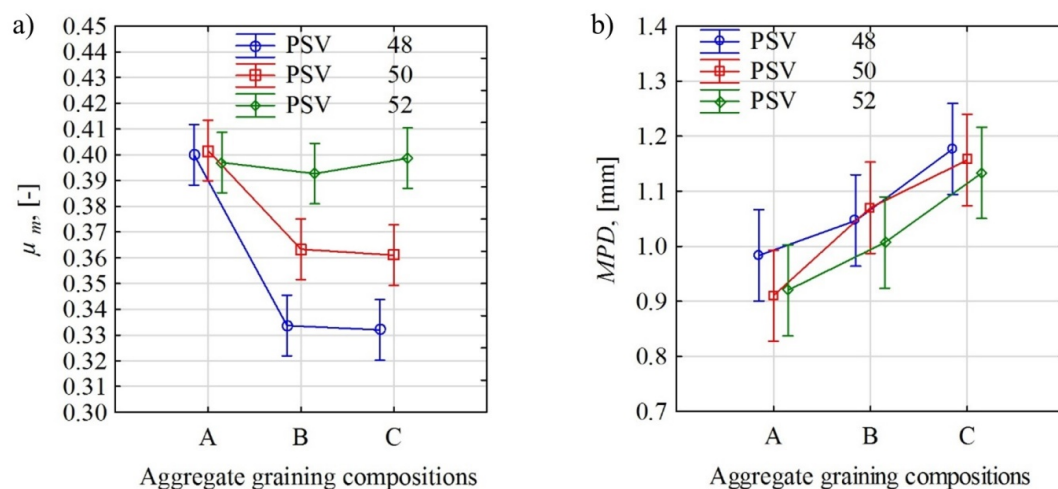 a)
0.45
0.44
0.43
0.42
0.41
0.40
0.39
0.38
0.37
0.36
0.35
0.34
0.33
0.32
0.31
0.30
μ m, [-]
PSV 48
PSV 50
PSV 52
A B C
Aggregate graining compositions
b)
1.4
1.3
1.2
1.1
1.0
0.9
0.8
0.7
MPD, [mm]
PSV 48
PSV 50
PSV 52
A B C
Aggregate graining compositions